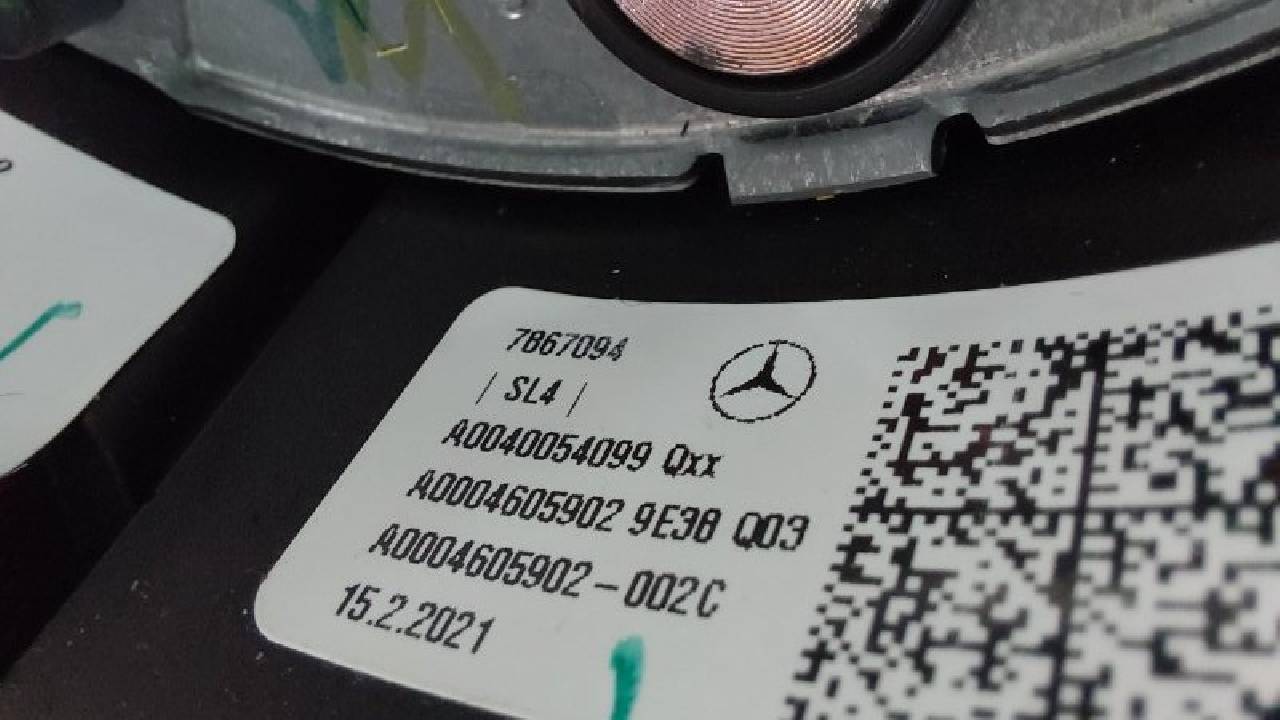 7867094
/ SL4 /
A0040054099 Qxx
A0004605902 9E38 Q03
A0004605902-002C
15.2.2021